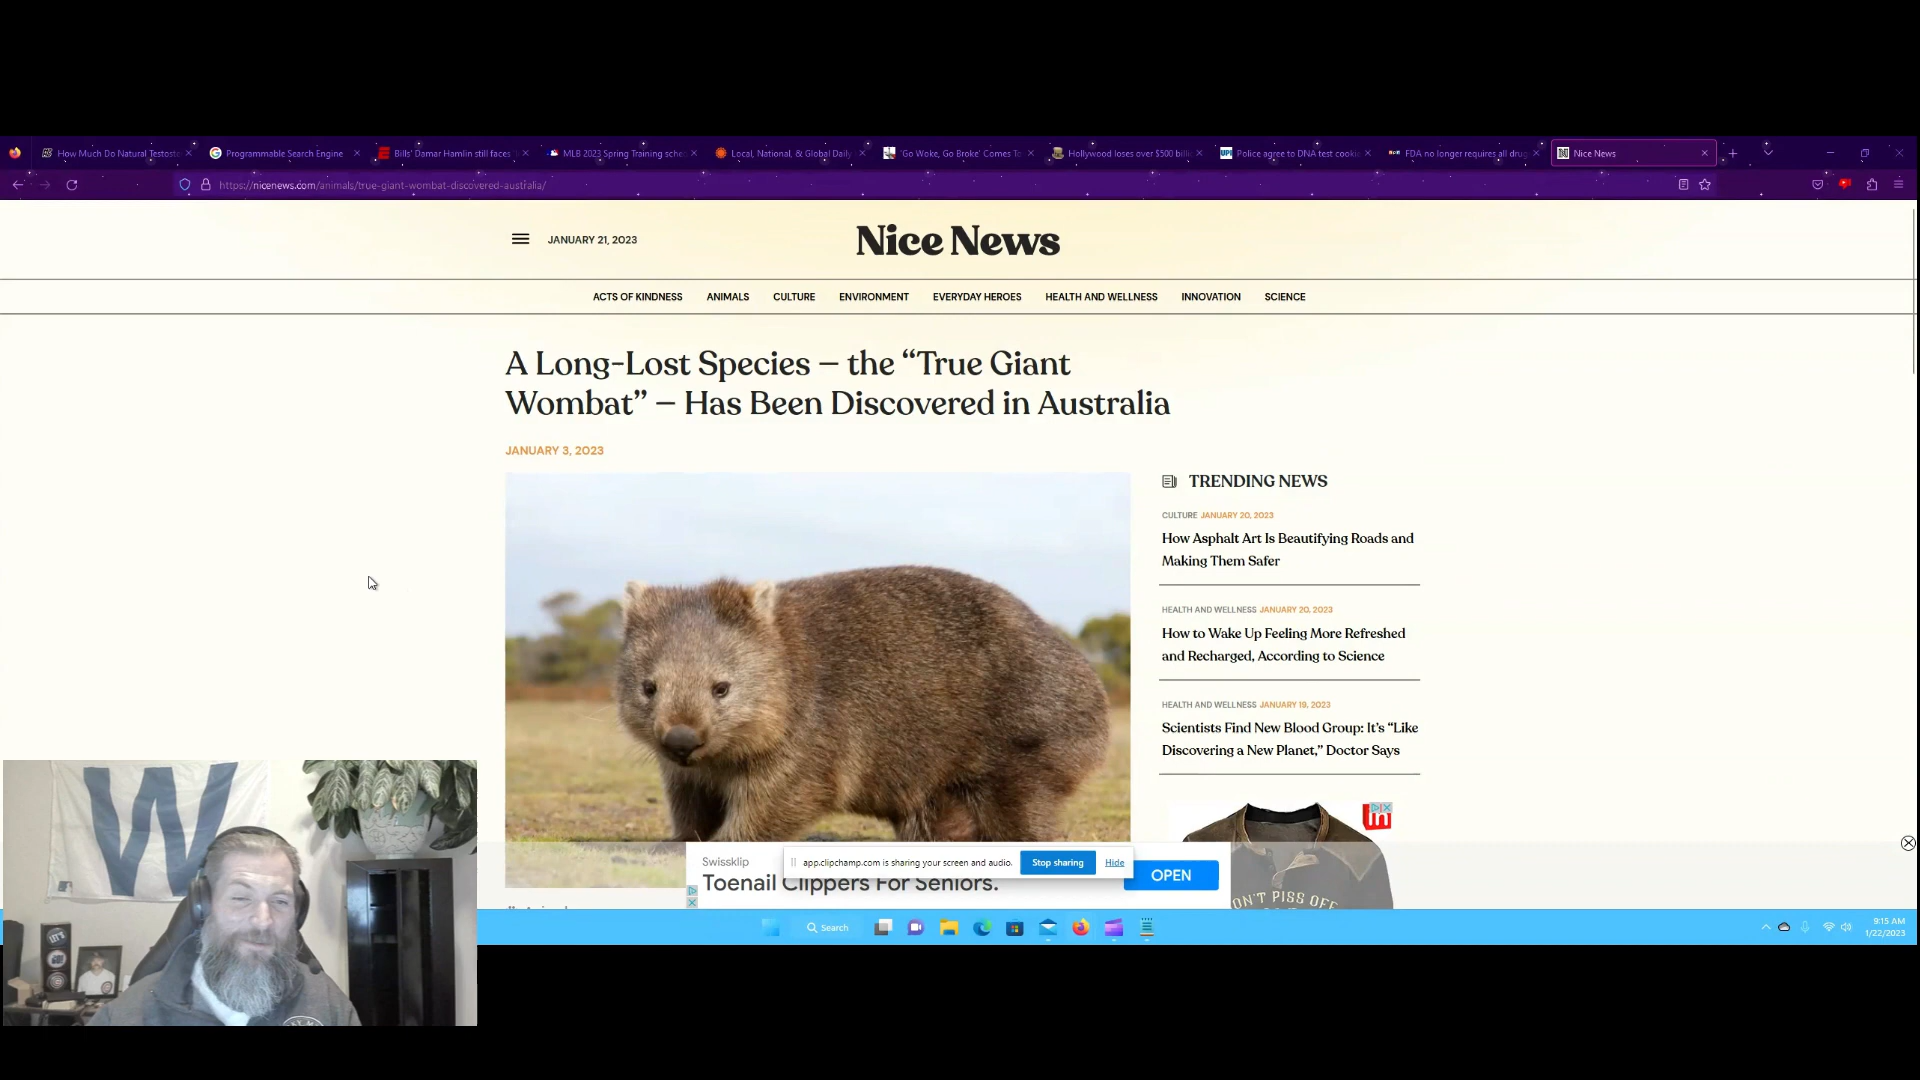 How Much Do Natural Testost
Programmable Search Engine
Bills' Damar Hamlin still faces
MLB 2023 Spring Training sche
Local, National, & Global Daily
'Go Woke, Go Broke' Comes To
Hollywood loses over $500 billi
UPI
Police agree to DNA test cooki
FDA no longer requires all drug
Nice News
https://nicenews.com/animals/true-giant-wombat-discovered-australia/
JANUARY 21, 2023
Nice News
ACTS OF KINDNESS ANIMALS CULTURE ENVIRONMENT EVERYDAY HEROES HEALTH AND WELLNESS INNOVATION SCIENCE
A Long-Lost Species – the “True Giant
Wombat” – Has Been Discovered in Australia
JANUARY 3, 2023
TRENDING NEWS
CULTURE JANUARY 20, 2023
How Asphalt Art Is Beautifying Roads and
Making Them Safer
HEALTH AND WELLNESS JANUARY 20, 2023
How to Wake Up Feeling More Refreshed
and Recharged, According to Science
HEALTH AND WELLNESS JANUARY 19, 2023
Scientists Find New Blood Group: It’s “Like
Discovering a New Planet,” Doctor Says
W
in
Swissklip
app.clipchamp.com is sharing your screen and audio.
Stop sharing
Hide
Toenail Clippers For Seniors.
OPEN
N'T PISS OFF
Search
9:15 AM
1/22/2023